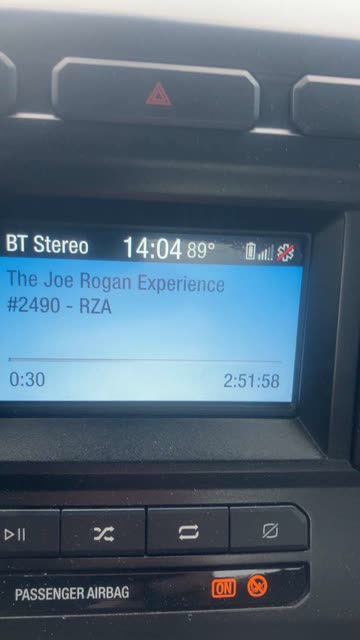 BT Stereo 14:04 89°
The Joe Rogan Experience
#2490 - RZA
0:30 2:51:58
PASSENGER AIRBAG ON